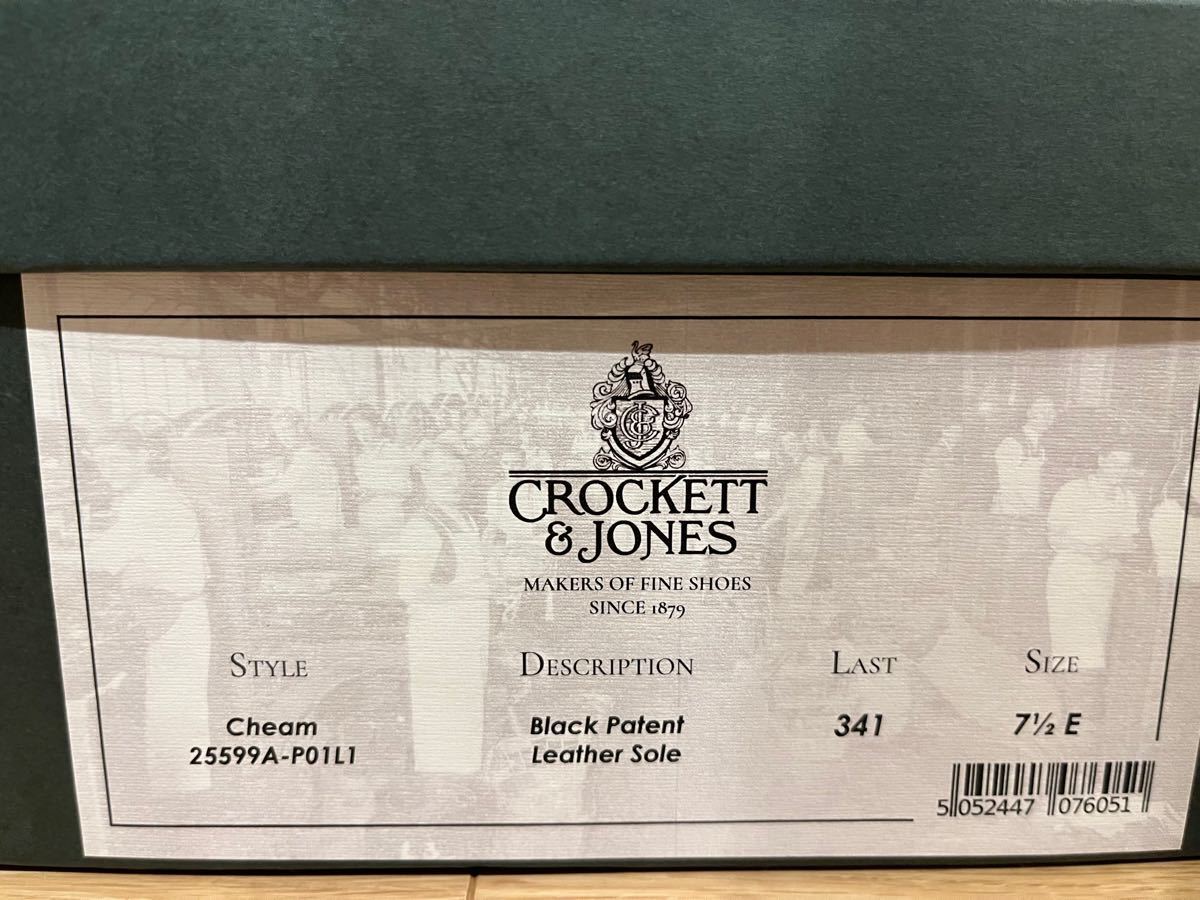 CROCKETT
& JONES
MAKERS OF FINE SHOES
SINCE 1879
STYLE DESCRIPTION LAST SIZE
Cheam Black Patent 341 7½ E
25599A-P01L1 Leather Sole
5 052447 076051